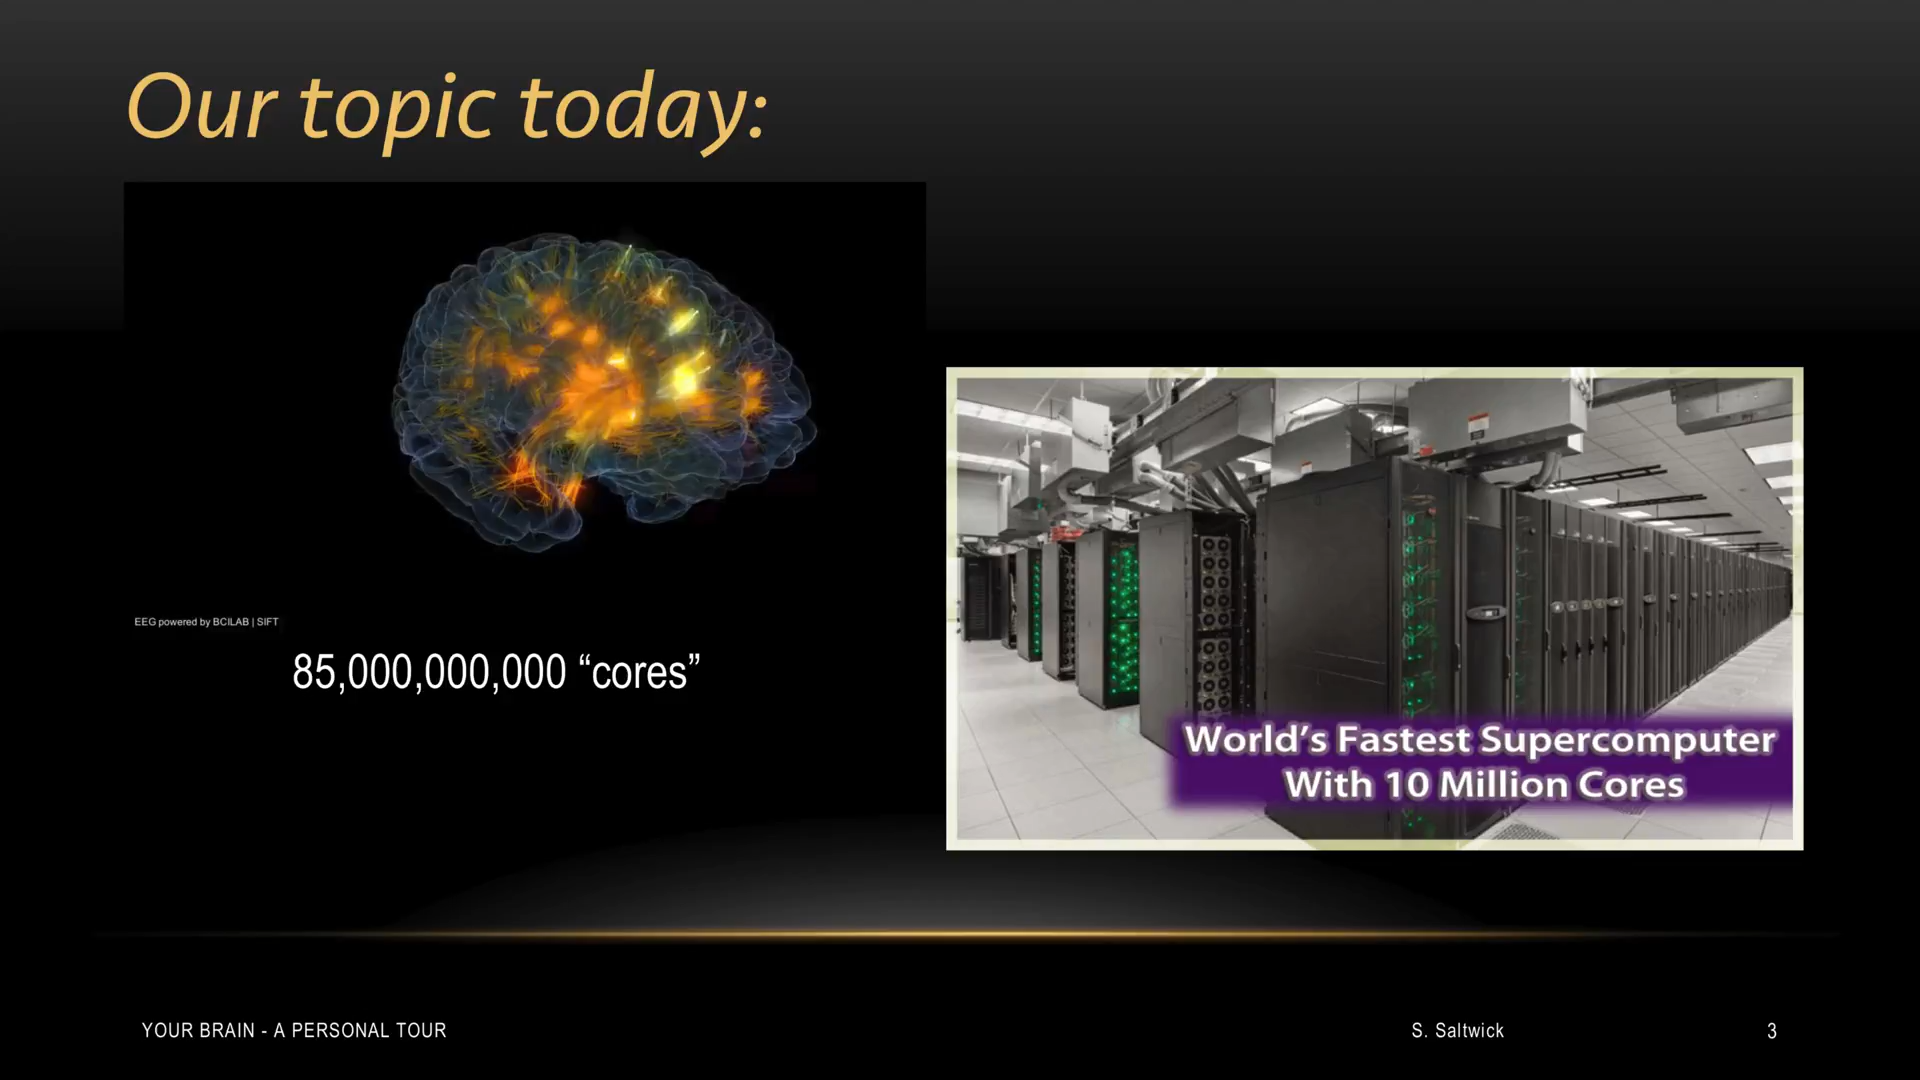 Our topic today:
EEG powered by BCILAB | SIFT
85,000,000,000 “cores”
World’s Fastest Supercomputer
With 10 Million Cores
YOUR BRAIN - A PERSONAL TOUR
S. Saltwick
3